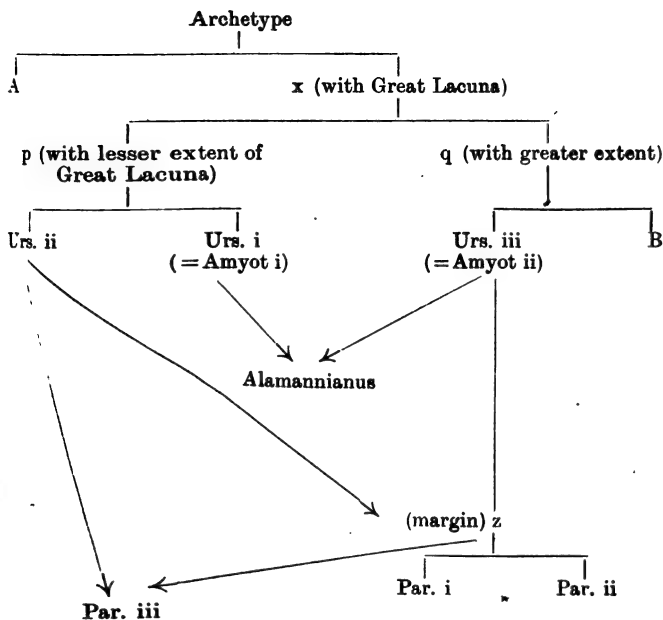 Archetype
A
x (with Great Lacuna)
p (with lesser extent of
Great Lacuna)
q (with greater extent)
Urs. ii
Urs. i
(=Amyot i)
Urs. iii
(=Amyot ii)
B
Alamannianus
(margin) z
Par. iii
Par. i
Par. ii